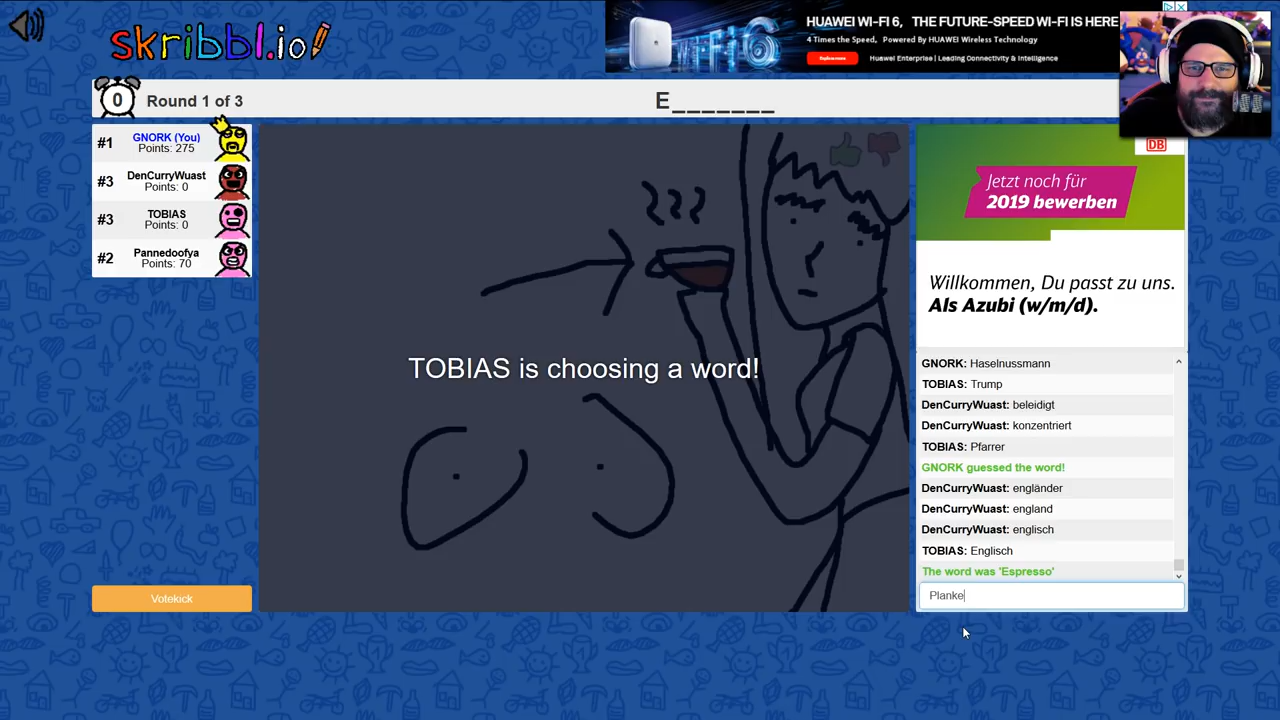 skribbl.io
HUAWEI WI-FI 6, THE FUTURE-SPEED WI-FI IS HERE
4 Times the Speed, Powered By HUAWEI Wireless Technology
Huawei Enterprise | Leading Connectivity & Intelligence
0
Round 1 of 3
E_______
#1
GNORK (You)
Points: 275
#3
DenCurryWuast
Points: 0
#3
TOBIAS
Points: 0
#2
Pannedoofya
Points: 70
TOBIAS is choosing a word!
DB
Jetzt noch für
2019 bewerben
Willkommen, Du passt zu uns.
Als Azubi (w/m/d).
GNORK: Haselnussmann
TOBIAS: Trump
DenCurryWuast: beleidigt
DenCurryWuast: konzentriert
TOBIAS: Pfarrer
GNORK guessed the word!
DenCurryWuast: engländer
DenCurryWuast: england
DenCurryWuast: englisch
TOBIAS: Englisch
The word was 'Espresso'
Planke
Votekick